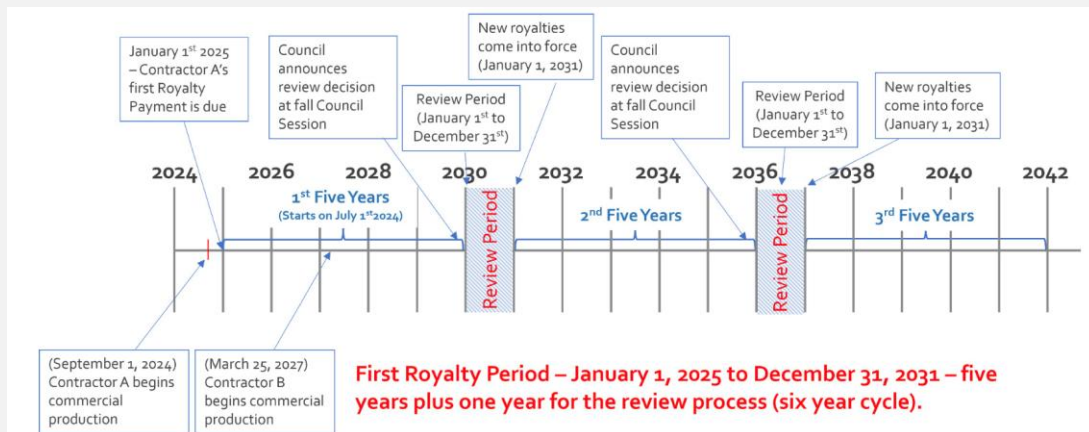 January 1st 2025
– Contractor A's
first Royalty
Payment is due
Council
announces
review decision
at fall Council
Session
Review Period
(January 1st to
December 31st)
New royalties
come into force
(January 1, 2031)
Council
announces
review decision
at fall Council
Session
Review Period
(January 1st to
December 31st)
New royalties
come into force
(January 1, 2031)
2024 2026 2028 2030 2032 2034 2036 2038 2040 2042
1st Five Years
(Starts on July 1st2024)
Review Period
2nd Five Years
Review Period
3rd Five Years
(September 1, 2024)
Contractor A begins
commercial
production
(March 25, 2027)
Contractor B
begins commercial
production
First Royalty Period – January 1, 2025 to December 31, 2031 – five
years plus one year for the review process (six year cycle).